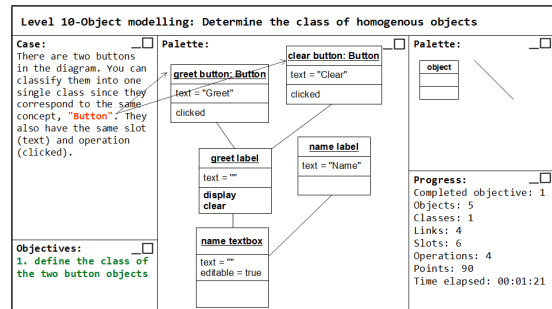 Level 10-Object modelling: Determine the class of homogenous objects
Case:
There are two buttons
in the diagram. You can
classify them into one
single class since they
correspond to the same
concept, "Button". They
also have the same slot
(text) and operation
(clicked).
Objectives:
1. define the class of
the two button objects
Palette:
greet button: Button
text = "Greet"
clicked
clear button: Button
text = "Clear"
clicked
greet label
text = ""
display
clear
name label
text = "Name"
name textbox
text = ""
editable = true
Palette:
object
Progress:
Completed objective: 1
Objects: 5
Classes: 1
Links: 4
Slots: 6
Operations: 4
Points: 90
Time elapsed: 00:01:21